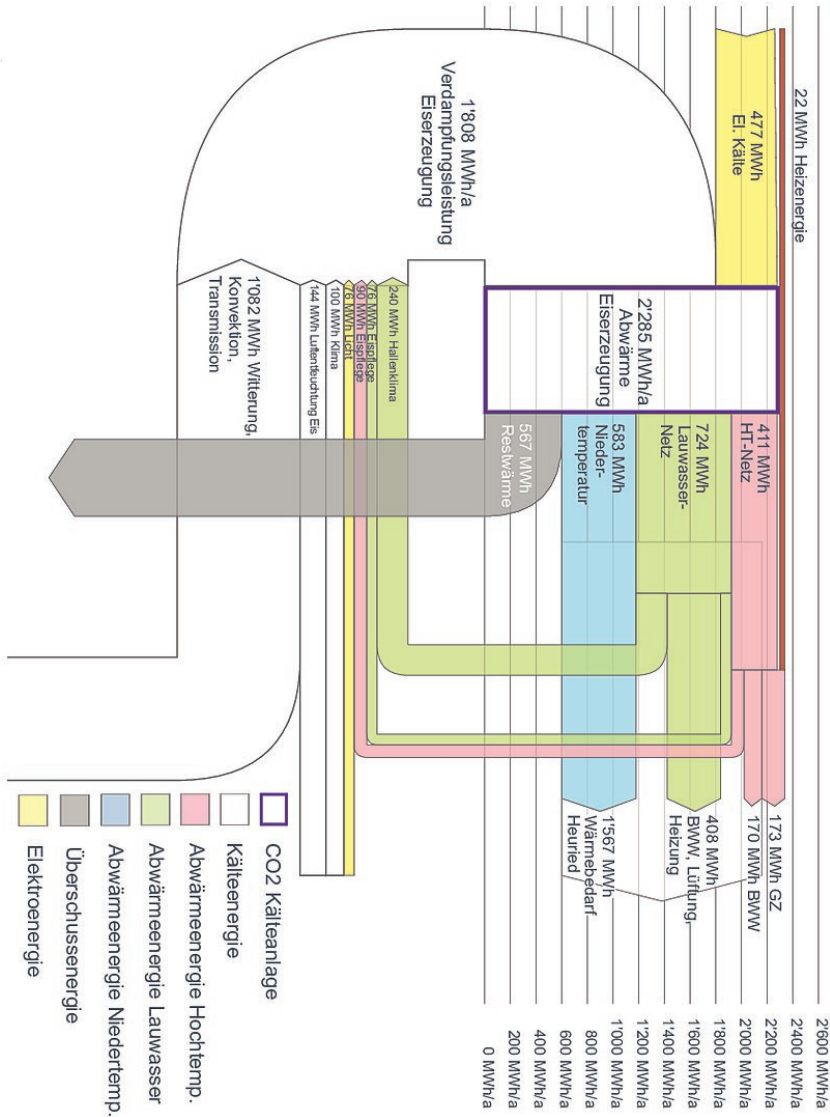 2'600 MWh/a
2'400 MWh/a
2'200 MWh/a
2'000 MWh/a
1'800 MWh/a
1'600 MWh/a
1'400 MWh/a
1'200 MWh/a
1'000 MWh/a
800 MWh/a
600 MWh/a
400 MWh/a
200 MWh/a
0 MWh/a
22 MWh Heizenergie
477 MWh
El. Kälte
2'285 MWh/a
Abwärme
Eiserzeugung
411 MWh
HT-Netz
724 MWh
Lauwasser-
Netz
583 MWh
Nieder-
temperatur
567 MWh
Restwärme
173 MWh GZ
170 MWh BWW
408 MWh
BWW, Lüftung,
Heizung
1'567 MWh
Wärmebedarf
Heuried
1'808 MWh/a
Verdampfungsleistung
Eiserzeugung
240 MWh Hallenklima
76 MWh Eispflege
90 MWh Eispflege
76 MWh Licht
100 MWh Klima
144 MWh Luftentfeuchtung Eis
1'082 MWh Witterung,
Konvektion,
Transmission
CO2 Kälteanlage
Kälteenergie
Abwärmeenergie Hochtemp.
Abwärmeenergie Lauwasser
Abwärmeenergie Niedertemp.
Überschussenergie
Elektroenergie